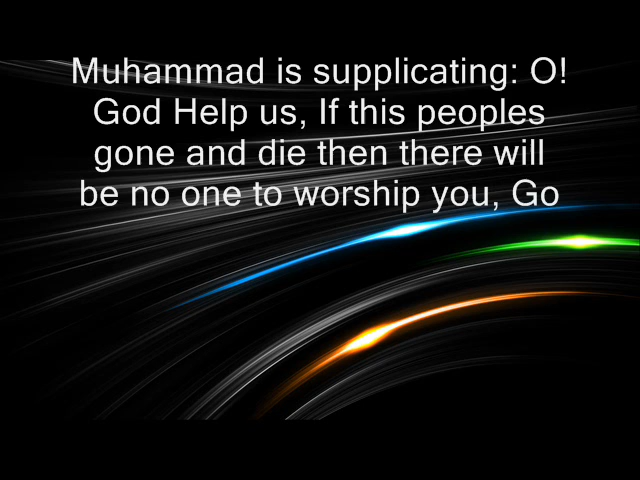 Muhammad is supplicating: O!
God Help us, If this peoples
gone and die then there will
be no one to worship you, Go